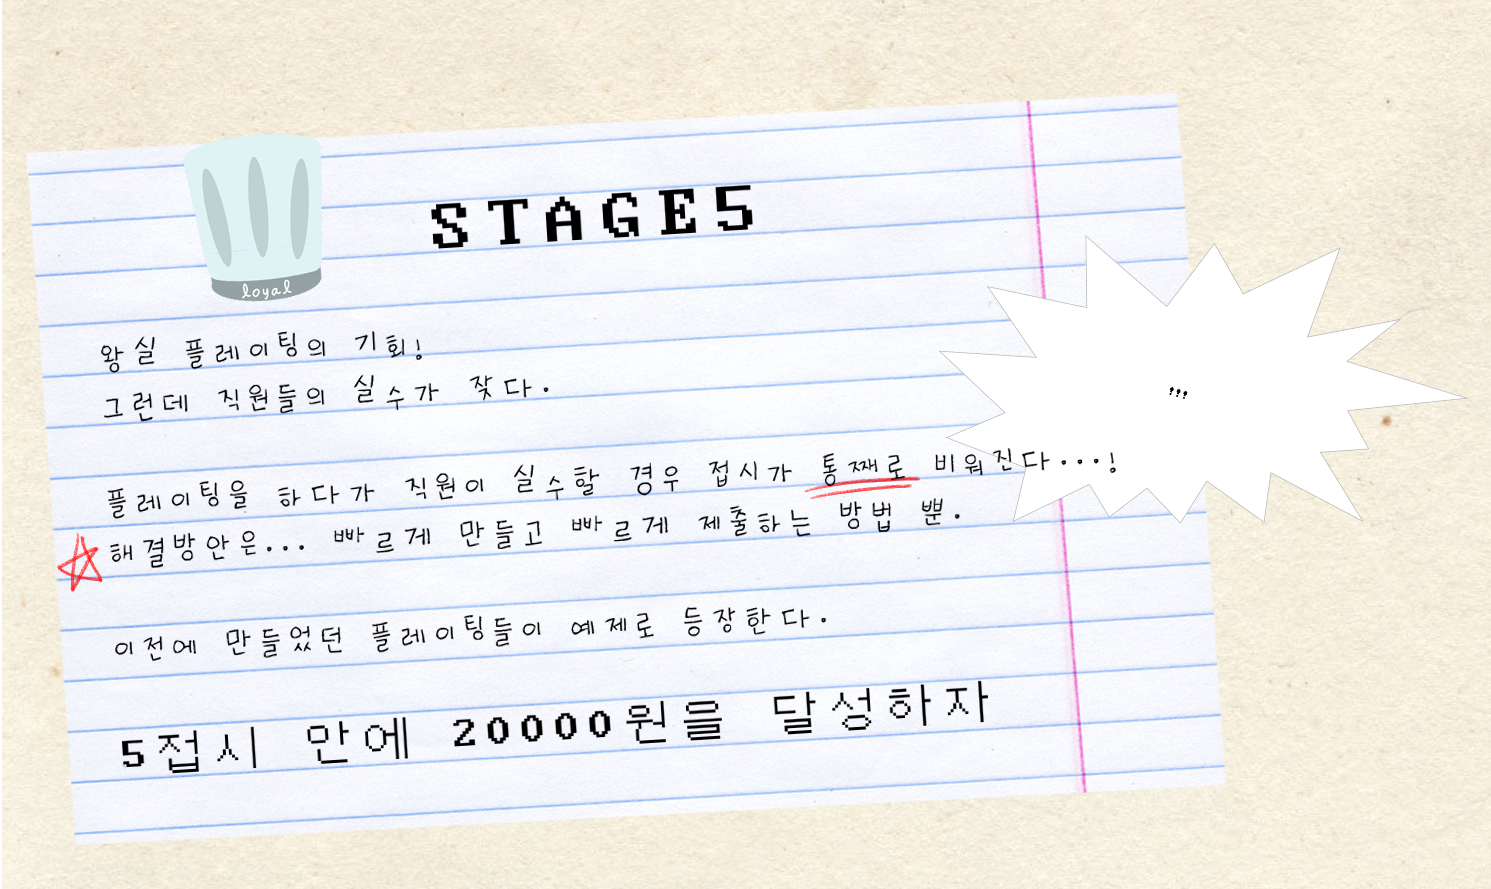 loyal
STAGE5
왕실 플레이팅의 기회!
그런데 직원들의 실수가 잦다.
???
플레이팅을 하다가 직원이 실수할 경우 접시가 통째로 비워진다...!
해결방안은... 빠르게 만들고 빠르게 제출하는 방법 뿐.
이전에 만들었던 플레이팅들이 예제로 등장한다.
5접시 안에 20000원을 달성하자